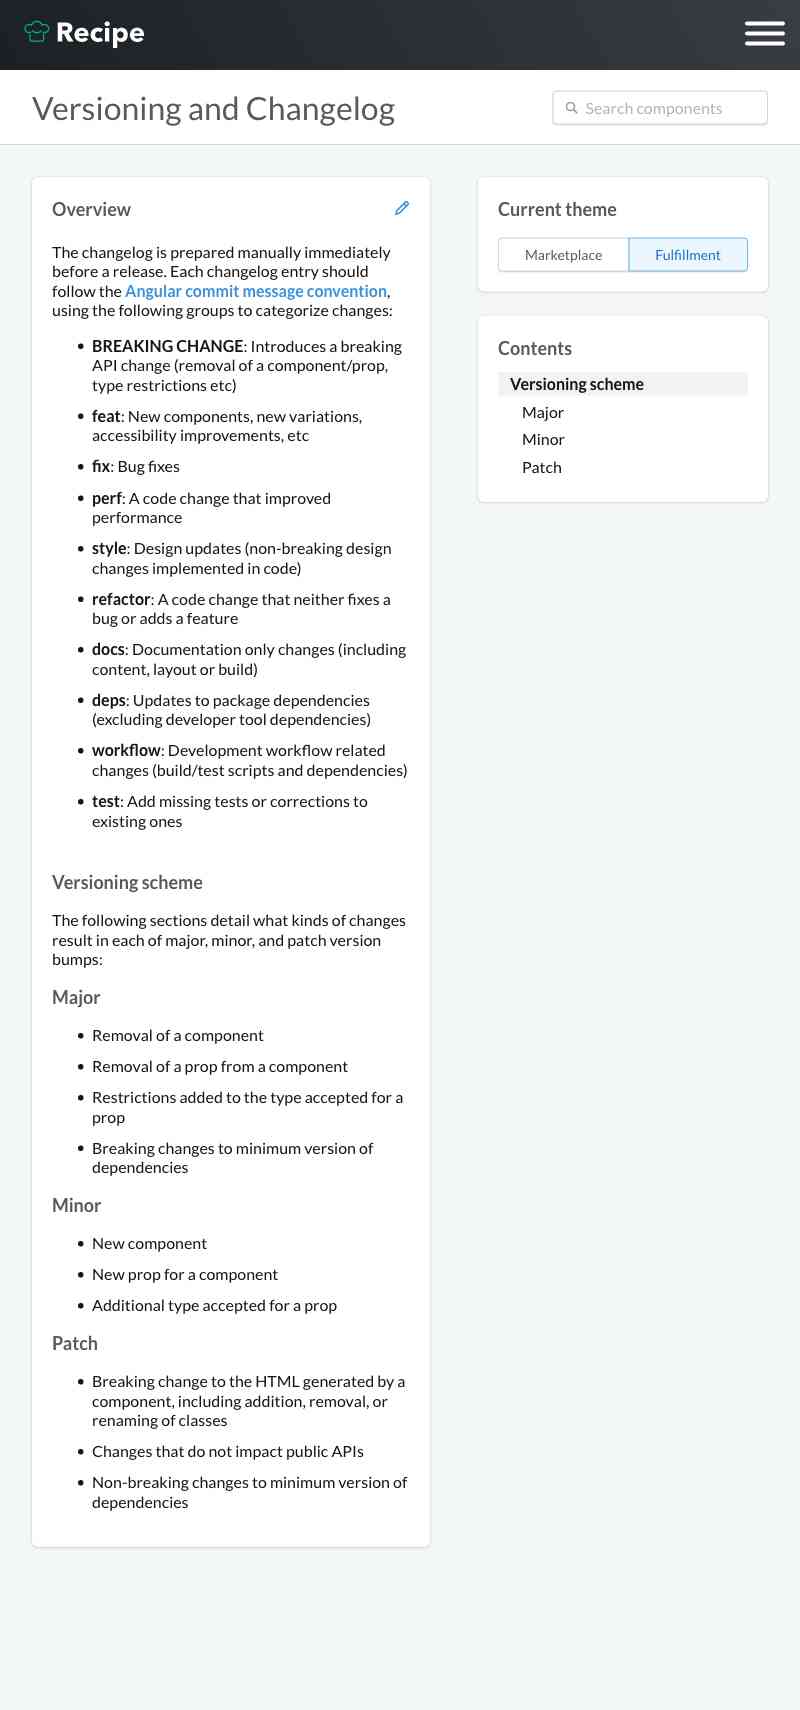 Recipe
Versioning and Changelog
Search components
Overview
The changelog is prepared manually immediately
before a release. Each changelog entry should
follow the Angular commit message convention,
using the following groups to categorize changes:
• BREAKING CHANGE: Introduces a breaking
API change (removal of a component/prop,
type restrictions etc)
• feat: New components, new variations,
accessibility improvements, etc
• fix: Bug fixes
• perf: A code change that improved
performance
• style: Design updates (non-breaking design
changes implemented in code)
• refactor: A code change that neither fixes a
bug or adds a feature
• docs: Documentation only changes (including
content, layout or build)
• deps: Updates to package dependencies
(excluding developer tool dependencies)
• workflow: Development workflow related
changes (build/test scripts and dependencies)
• test: Add missing tests or corrections to
existing ones
Versioning scheme
The following sections detail what kinds of changes
result in each of major, minor, and patch version
bumps:
Major
• Removal of a component
• Removal of a prop from a component
• Restrictions added to the type accepted for a
prop
• Breaking changes to minimum version of
dependencies
Minor
• New component
• New prop for a component
• Additional type accepted for a prop
Patch
• Breaking change to the HTML generated by a
component, including addition, removal, or
renaming of classes
• Changes that do not impact public APIs
• Non-breaking changes to minimum version of
dependencies
Current theme
Marketplace Fulfillment
Contents
Versioning scheme
Major
Minor
Patch